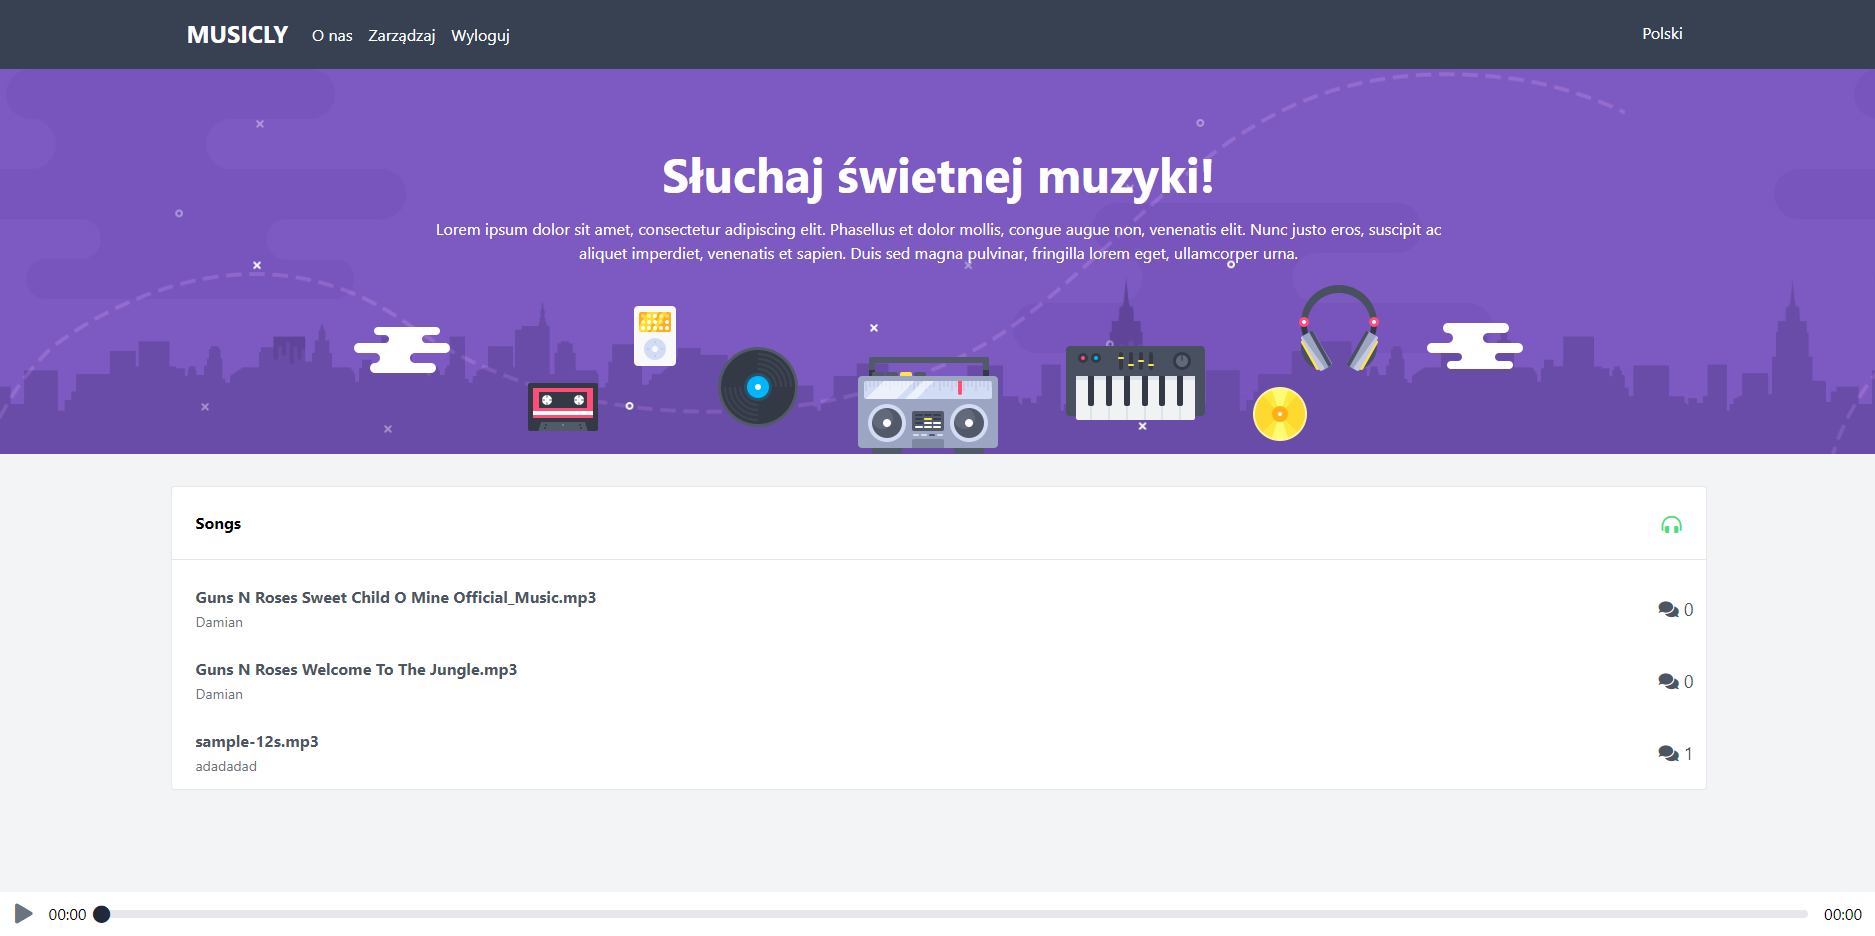 MUSICLY O nas Zarządzaj Wyloguj Polski
Słuchaj świetnej muzyki!
Lorem ipsum dolor sit amet, consectetur adipiscing elit. Phasellus et dolor mollis, congue augue non, venenatis elit. Nunc justo eros, suscipit ac
aliquet imperdiet, venenatis et sapien. Duis sed magna pulvinar, fringilla lorem eget, ullamcorper urna.
Songs
Guns N Roses Sweet Child O Mine Official_Music.mp3
Damian
0
Guns N Roses Welcome To The Jungle.mp3
Damian
0
sample-12s.mp3
adadadad
1
00:00 00:00